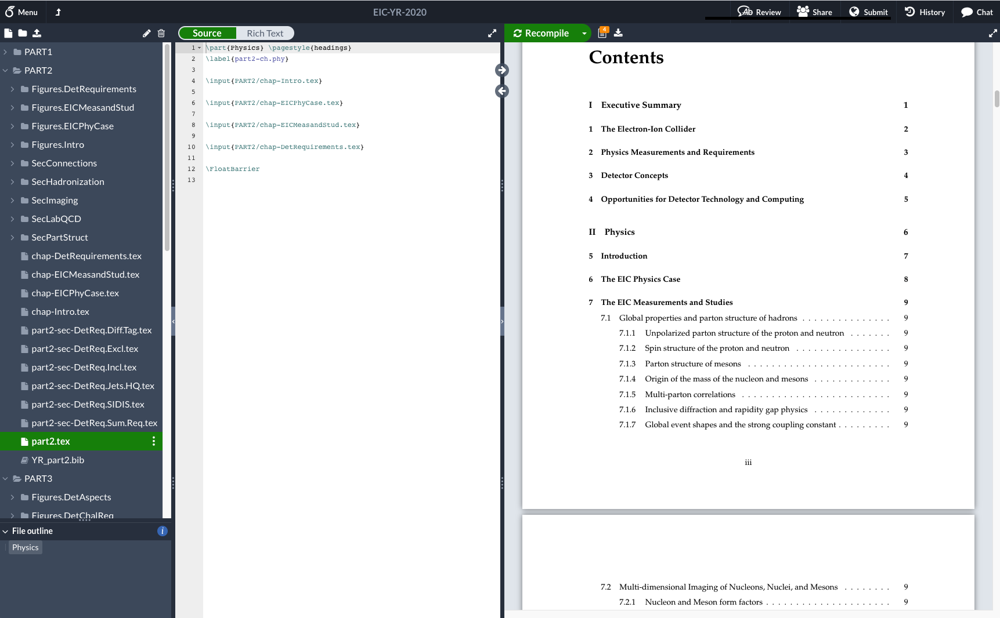 Menu
EIC-YR-2020
Review
Share
Submit
History
Chat
Source
Rich Text
Recompile
4
PART1
PART2
Figures.DetRequirements
Figures.EICMeasandStud
Figures.EICPhyCase
Figures.Intro
SecConnections
SecHadronization
SecImaging
SecLabQCD
SecPartStruct
chap-DetRequirements.tex
chap-EICMeasandStud.tex
chap-EICPhyCase.tex
chap-Intro.tex
part2-sec-DetReq.Diff.Tag.tex
part2-sec-DetReq.Excl.tex
part2-sec-DetReq.Incl.tex
part2-sec-DetReq.Jets.HQ.tex
part2-sec-DetReq.SIDIS.tex
part2-sec-DetReq.Sum.Req.tex
part2.tex
YR_part2.bib
PART3
Figures.DetAspects
Figures.DetChalReq
File outline
Physics
1 \part{Physics} \pagestyle{headings}
2 \label{part2-ch.phy}
3
4 \input{PART2/chap-Intro.tex}
5
6 \input{PART2/chap-EICPhyCase.tex}
7
8 \input{PART2/chap-EICMeasandStud.tex}
9
10 \input{PART2/chap-DetRequirements.tex}
11
12 \FloatBarrier
13
Contents
I Executive Summary 1
1 The Electron-Ion Collider 2
2 Physics Measurements and Requirements 3
3 Detector Concepts 4
4 Opportunities for Detector Technology and Computing 5
II Physics 6
5 Introduction 7
6 The EIC Physics Case 8
7 The EIC Measurements and Studies 9
7.1 Global properties and parton structure of hadrons . . . . . . . . . . . . . . 9
7.1.1 Unpolarized parton structure of the proton and neutron . . . . . . . 9
7.1.2 Spin structure of the proton and neutron . . . . . . . . . . . . . . . 9
7.1.3 Parton structure of mesons . . . . . . . . . . . . . . . . . . . . . . . 9
7.1.4 Origin of the mass of the nucleon and mesons . . . . . . . . . . . . 9
7.1.5 Multi-parton correlations . . . . . . . . . . . . . . . . . . . . . . . . 9
7.1.6 Inclusive diffraction and rapidity gap physics . . . . . . . . . . . . 9
7.1.7 Global event shapes and the strong coupling constant . . . . . . . . 9
iii
7.2 Multi-dimensional Imaging of Nucleons, Nuclei, and Mesons . . . . . . . 9
7.2.1 Nucleon and Meson form factors . . . . . . . . . . . . . . . . . . . . 9